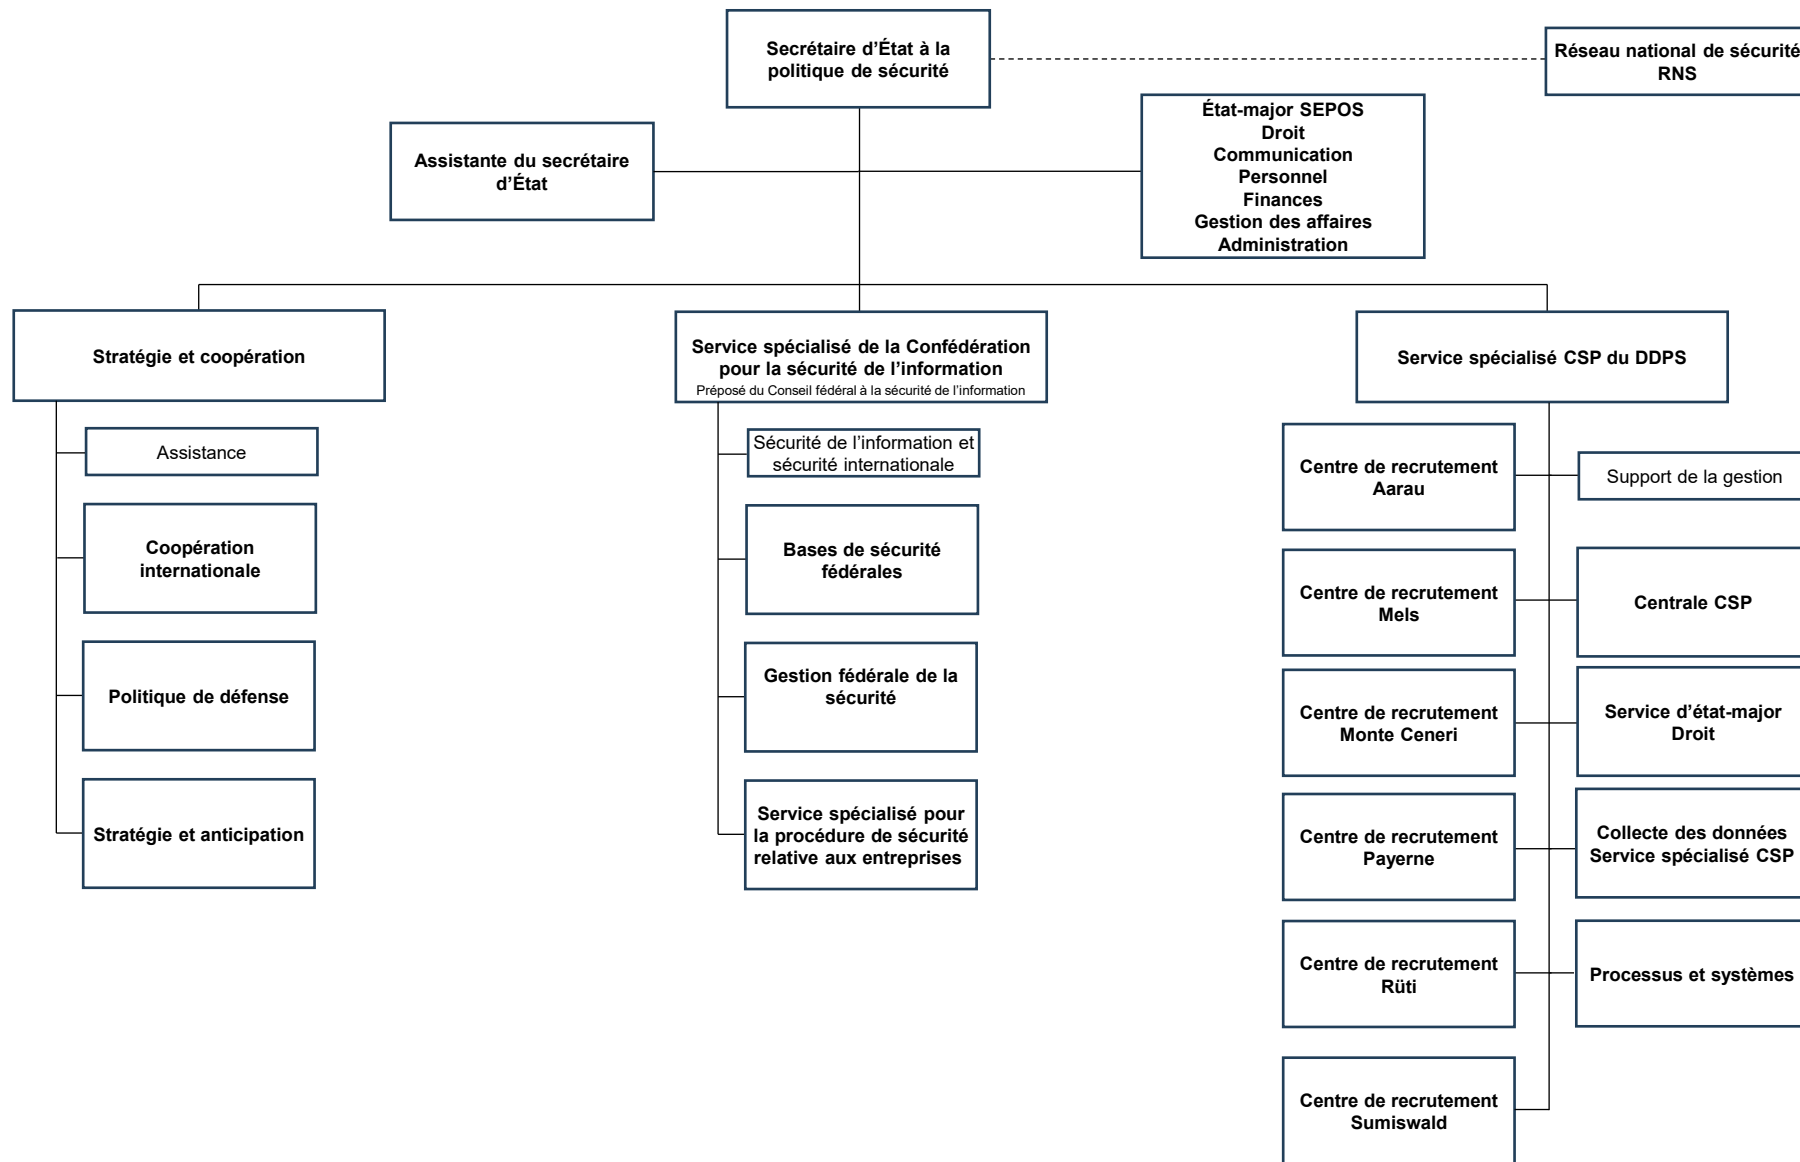 Secrétaire d’État à la
politique de sécurité
Réseau national de sécurité
RNS
Assistante du secrétaire
d’État
État-major SEPOS
Droit
Communication
Personnel
Finances
Gestion des affaires
Administration
Stratégie et coopération
Assistance
Coopération
internationale
Politique de défense
Stratégie et anticipation
Service spécialisé de la Confédération
pour la sécurité de l’information
Préposé du Conseil fédéral à la sécurité de l’information
Sécurité de l’information et
sécurité internationale
Bases de sécurité
fédérales
Gestion fédérale de la
sécurité
Service spécialisé pour
la procédure de sécurité
relative aux entreprises
Service spécialisé CSP du DDPS
Centre de recrutement
Aarau
Support de la gestion
Centre de recrutement
Mels
Centrale CSP
Centre de recrutement
Monte Ceneri
Service d’état-major
Droit
Centre de recrutement
Payerne
Collecte des données
Service spécialisé CSP
Centre de recrutement
Rüti
Processus et systèmes
Centre de recrutement
Sumiswald